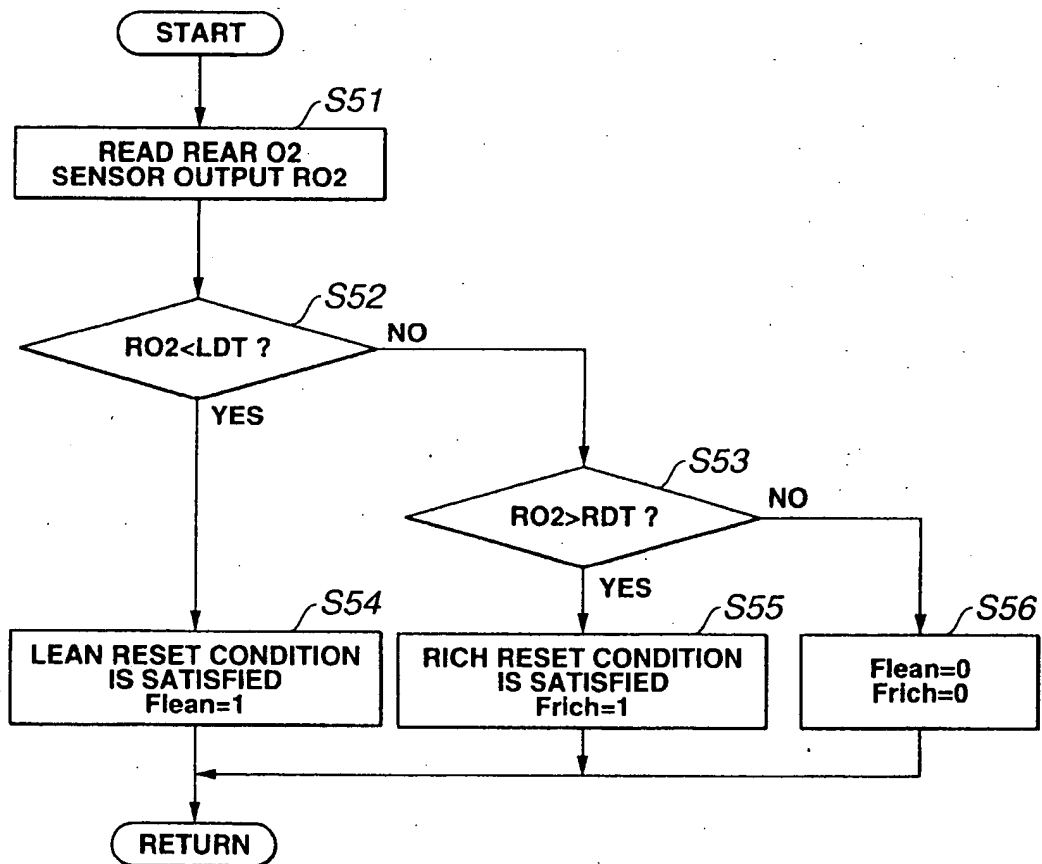 START
S51
READ REAR O2
SENSOR OUTPUT RO2
S52
RO2<LDT ?
NO
YES
S53
RO2>RDT ?
NO
YES
S54
LEAN RESET CONDITION
IS SATISFIED
Flean=1
S55
RICH RESET CONDITION
IS SATISFIED
Frich=1
S56
Flean=0
Frich=0
RETURN